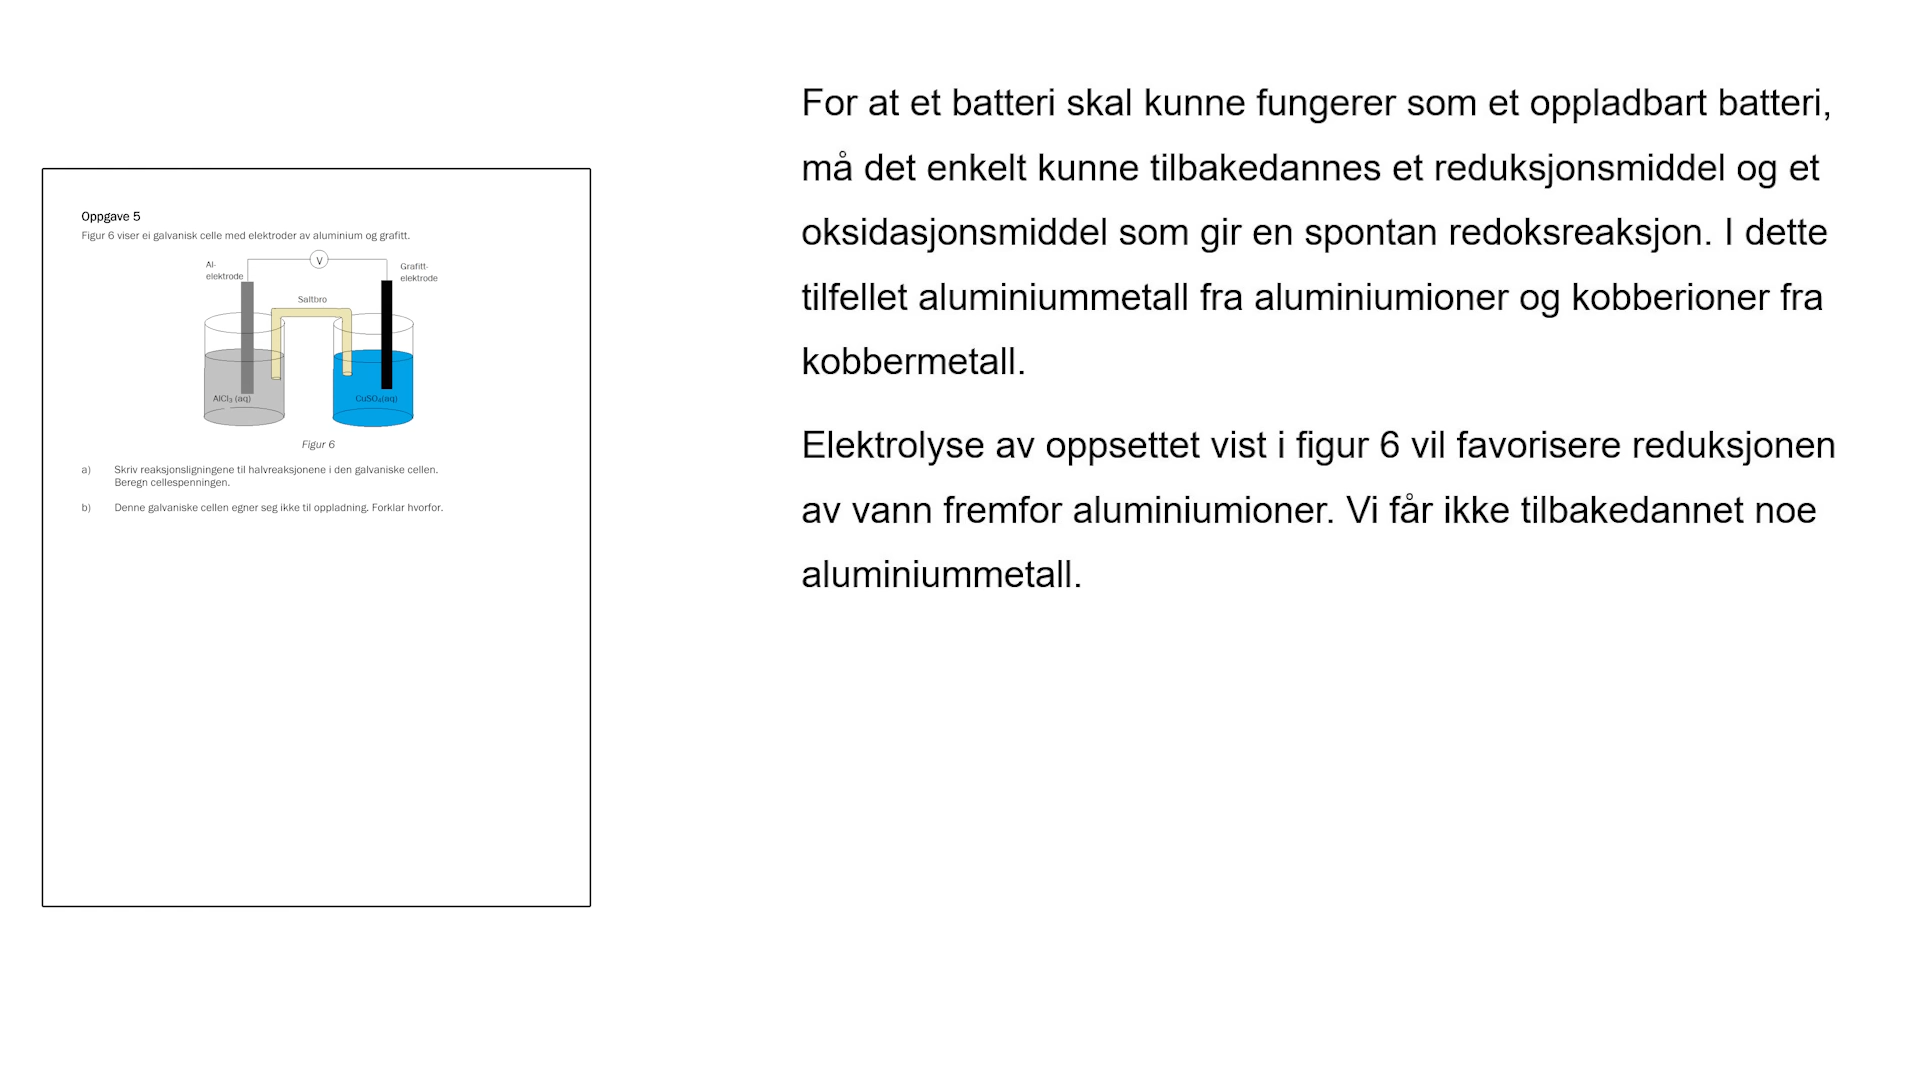 Oppgave 5
Figur 6 viser ei galvanisk celle med elektroder av aluminium og grafitt.
V
Al-
elektrode
Grafitt-
elektrode
Saltbro
AlCl₃ (aq)
CuSO₄(aq)
Figur 6
a) Skriv reaksjonsligningene til halvreaksjonene i den galvaniske cellen.
Beregn cellespenningen.
b) Denne galvaniske cellen egner seg ikke til oppladning. Forklar hvorfor.
For at et batteri skal kunne fungerer som et oppladbart batteri,
må det enkelt kunne tilbakedannes et reduksjonsmiddel og et
oksidasjonsmiddel som gir en spontan redoksreaksjon. I dette
tilfellet aluminiummetall fra aluminiumioner og kobberioner fra
kobbermetall.
Elektrolyse av oppsettet vist i figur 6 vil favorisere reduksjonen
av vann fremfor aluminiumioner. Vi får ikke tilbakedannet noe
aluminiummetall.